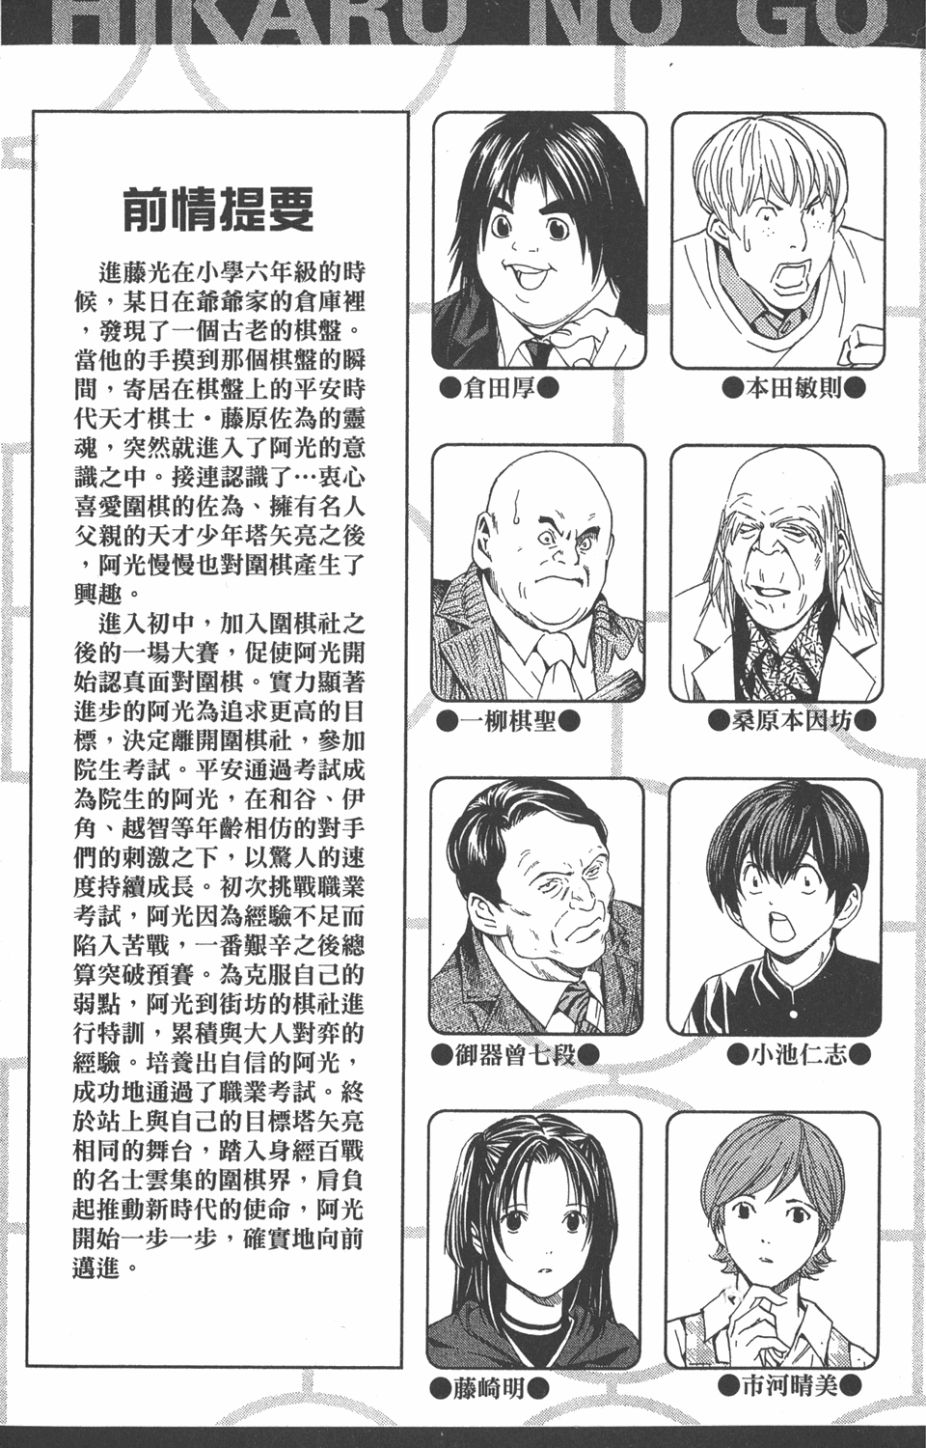 HIKARU NO GO
前情提要
進藤光在小學六年級的時
候，某日在爺爺家的倉庫裡
，發現了一個古老的棋盤。
當他的手摸到那個棋盤的瞬
間，寄居在棋盤上的平安時
代天才棋士・藤原佐為的靈
魂，突然就進入了阿光的意
識之中。接連認識了…衷心
喜愛圍棋的佐為、擁有名人
父親的天才少年塔矢亮之後
，阿光慢慢也對圍棋產生了
興趣。
進入初中，加入圍棋社之
後的一場大賽，促使阿光開
始認真面對圍棋。實力顯著
進步的阿光為追求更高的目
標，決定離開圍棋社，參加
院生考試。平安通過考試成
為院生的阿光，在和谷、伊
角、越智等年齡相仿的對手
們的刺激之下，以驚人的速
度持續成長。初次挑戰職業
考試，阿光因為經驗不足而
陷入苦戰，一番艱辛之後總
算突破預賽。為克服自己的
弱點，阿光到街坊的棋社進
行特訓，累積與大人對弈的
經驗。培養出自信的阿光，
成功地通過了職業考試。終
於站上與自己的目標塔矢亮
相同的舞台，踏入身經百戰
的名士雲集的圍棋界，肩負
起推動新時代的使命，阿光
開始一步一步，確實地向前
邁進。
●倉田厚●
●本田敏則●
●一柳棋聖●
●桑原本因坊●
●御器曾七段●
●小池仁志●
●藤崎明●
●市河晴美●